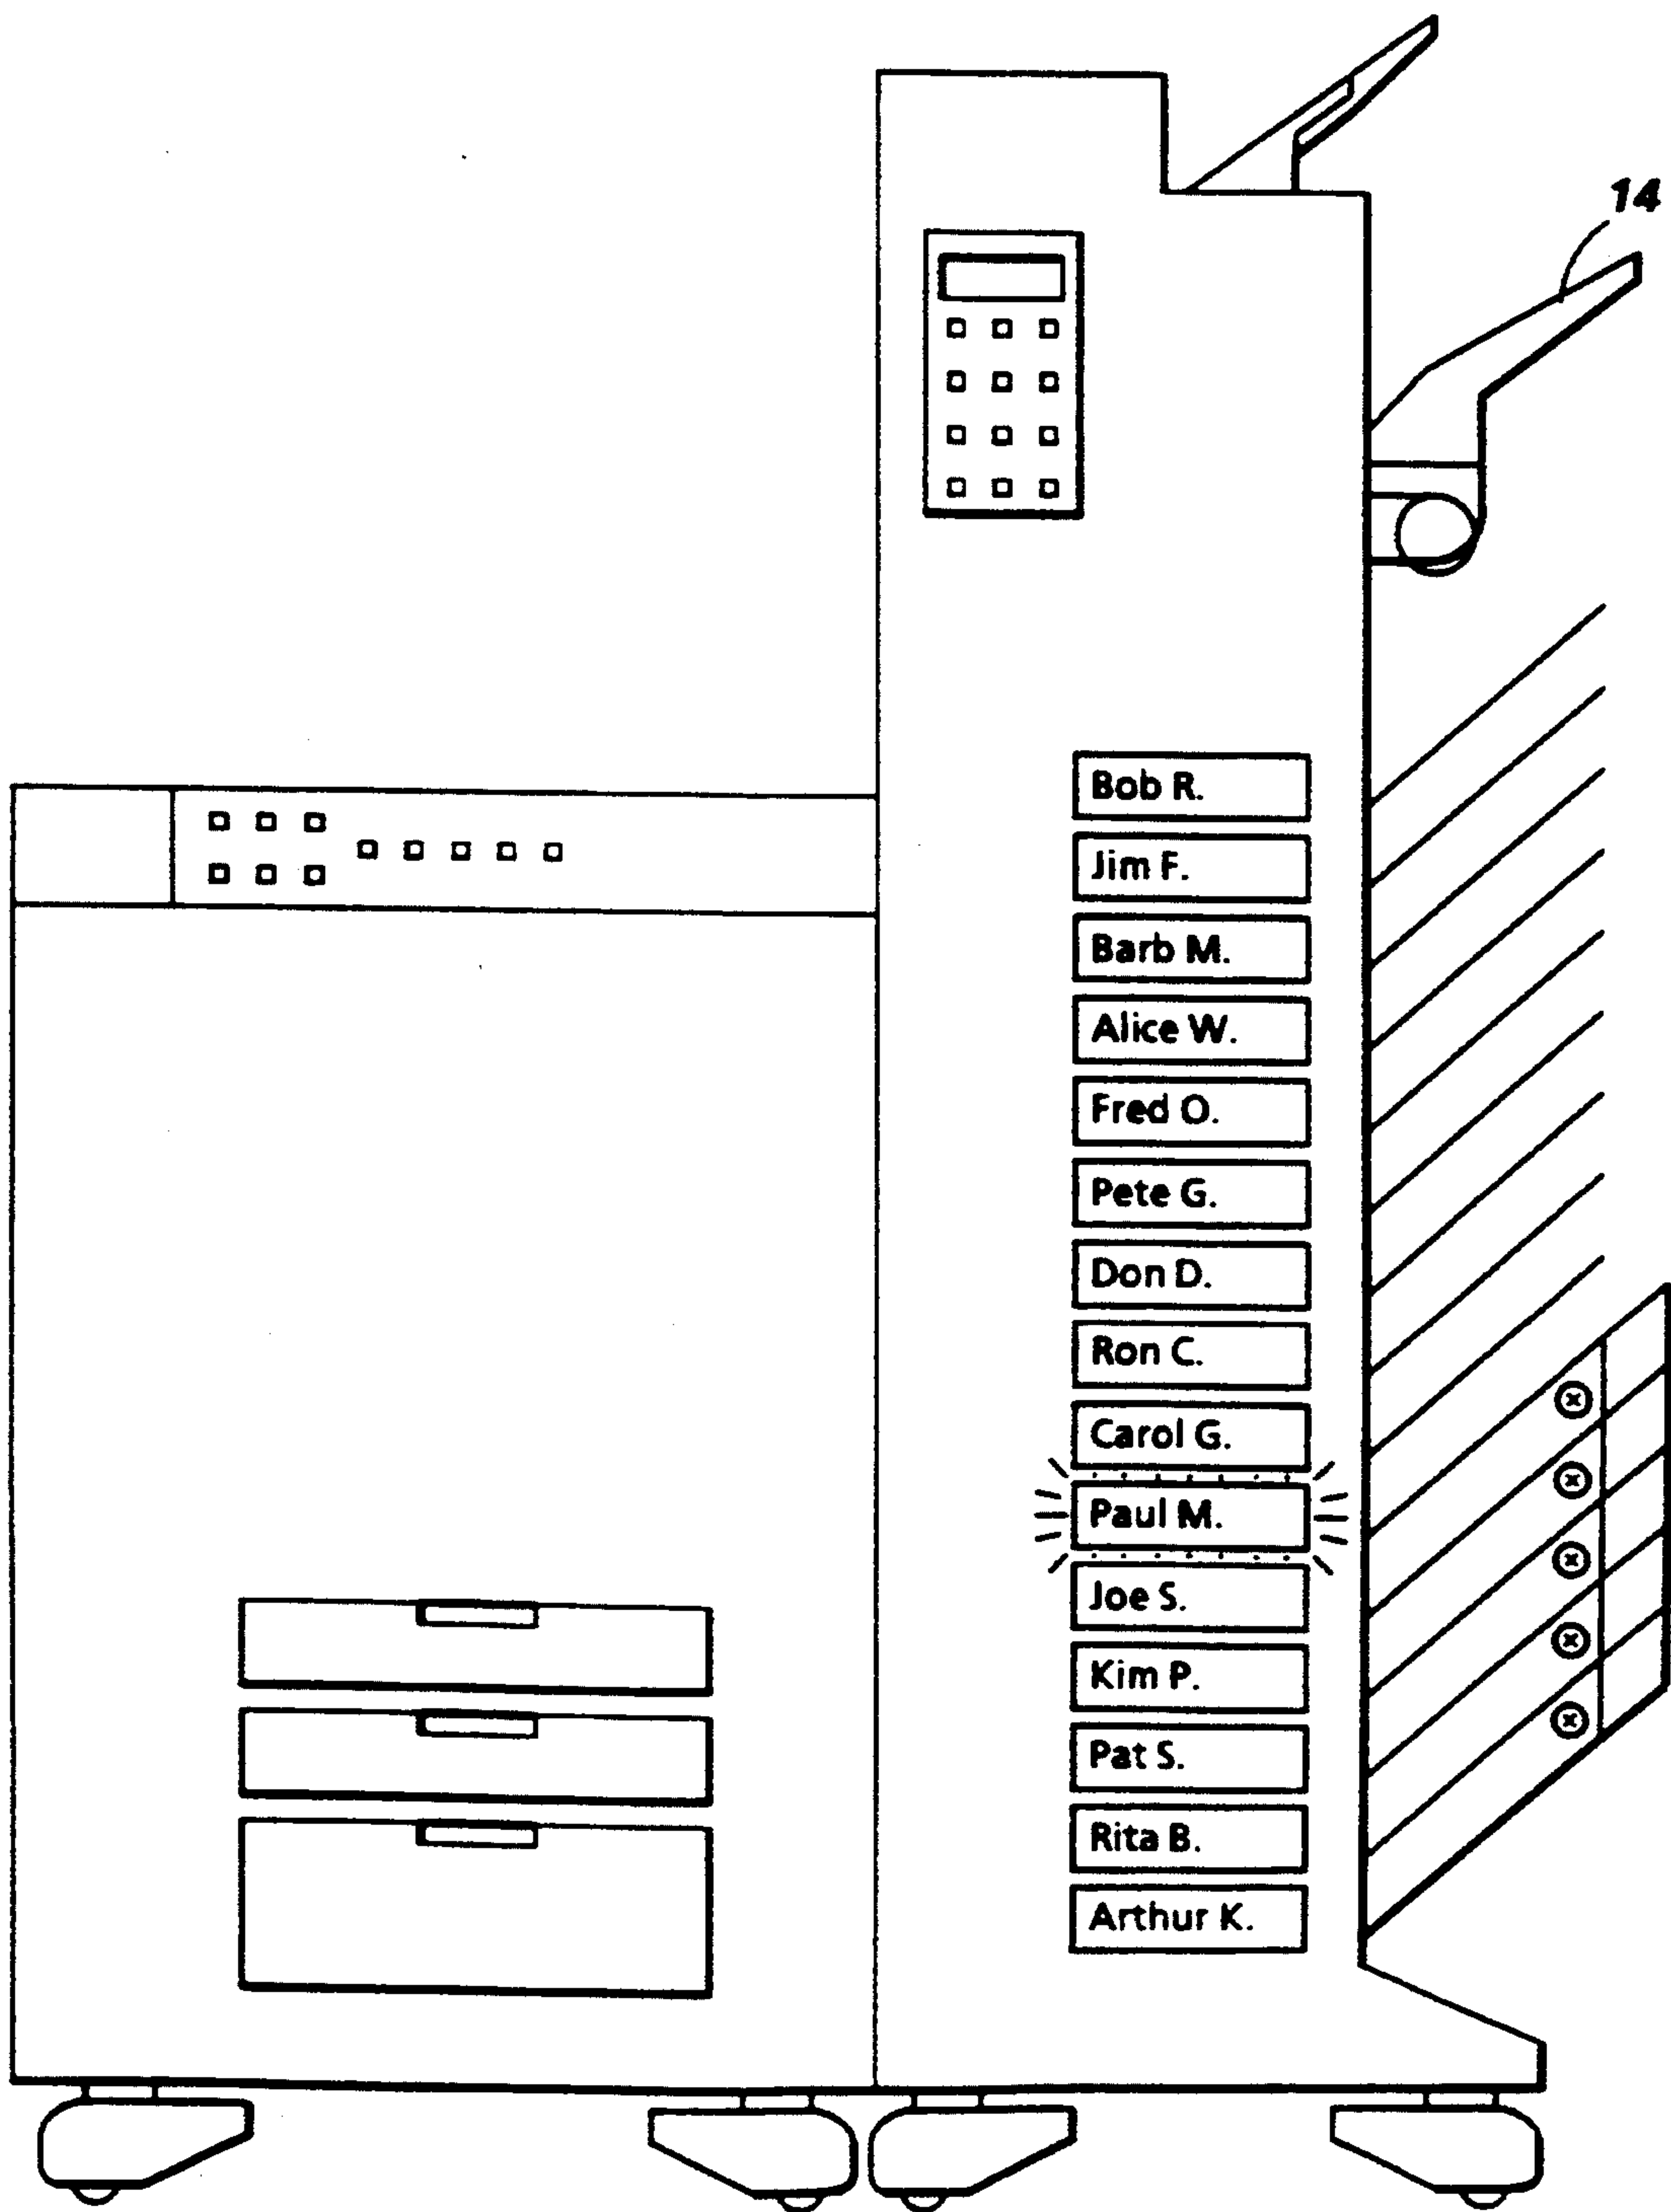 14
Bob R.
Jim F.
Barb M.
Alice W.
Fred O.
Pete G.
Don D.
Ron C.
Carol G.
Paul M.
Joe S.
Kim P.
Pat S.
Rita B.
Arthur K.